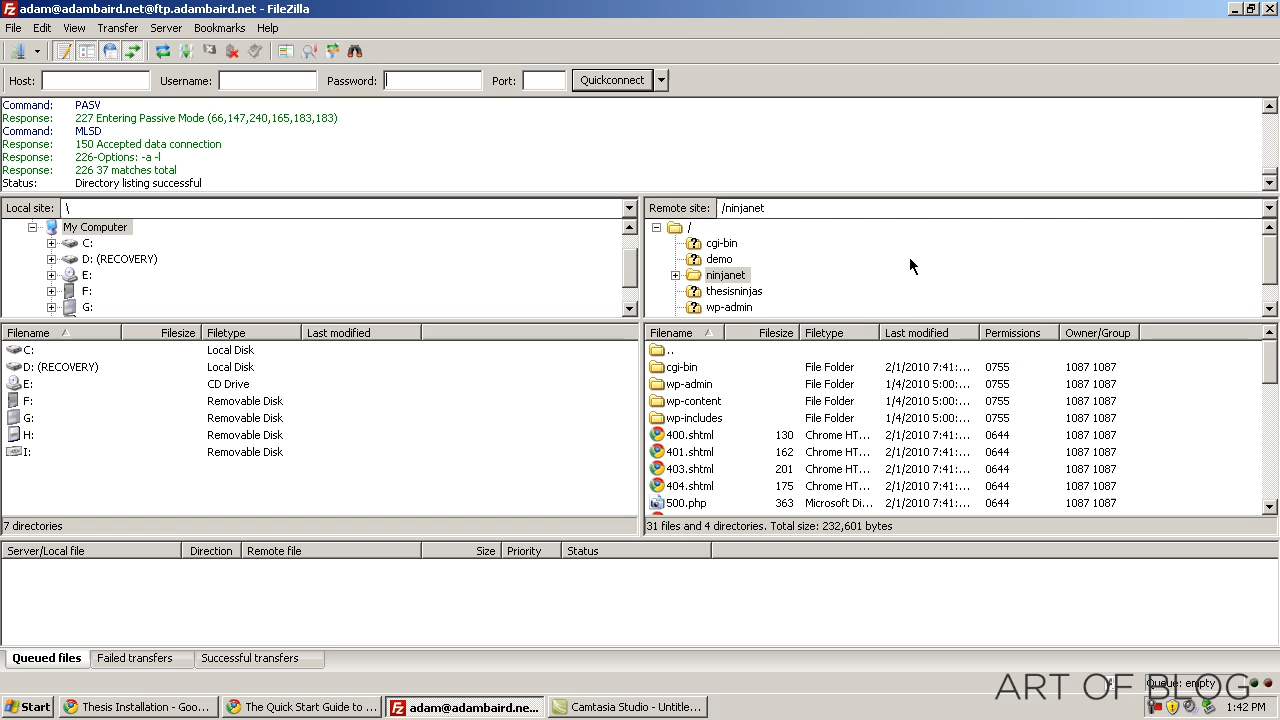 adam@adambaird.net@ftp.adambaird.net - FileZilla
File Edit View Transfer Server Bookmarks Help
Host: Username: Password: Port: Quickconnect
Command: PASV
Response: 227 Entering Passive Mode (66,147,240,165,183,183)
Command: MLSD
Response: 150 Accepted data connection
Response: 226-Options: -a -l
Response: 226 37 matches total
Status: Directory listing successful
Local site: \
My Computer
C:
D: (RECOVERY)
E:
F:
G:
Remote site: /ninjanet
/
cgi-bin
demo
ninjanet
thesisninjas
wp-admin
Filename Filesize Filetype Last modified
C: Local Disk
D: (RECOVERY) Local Disk
E: CD Drive
F: Removable Disk
G: Removable Disk
H: Removable Disk
I: Removable Disk
7 directories
Filename Filesize Filetype Last modified Permissions Owner/Group
..
cgi-bin File Folder 2/1/2010 7:41:... 0755 1087 1087
wp-admin File Folder 1/4/2010 5:00:... 0755 1087 1087
wp-content File Folder 1/4/2010 5:00:... 0755 1087 1087
wp-includes File Folder 1/4/2010 5:00:... 0755 1087 1087
400.shtml 130 Chrome HT... 2/1/2010 7:41:... 0644 1087 1087
401.shtml 162 Chrome HT... 2/1/2010 7:41:... 0644 1087 1087
403.shtml 201 Chrome HT... 2/1/2010 7:41:... 0644 1087 1087
404.shtml 175 Chrome HT... 2/1/2010 7:41:... 0644 1087 1087
500.php 363 Microsoft Di... 2/1/2010 7:41:... 0644 1087 1087
31 files and 4 directories. Total size: 232,601 bytes
Server/Local file Direction Remote file Size Priority Status
Queued files Failed transfers Successful transfers
Queue: empty
ART OF BLOG
Start Thesis Installation - Goo... The Quick Start Guide to ... adam@adambaird.ne... Camtasia Studio - Untitle... 1:42 PM